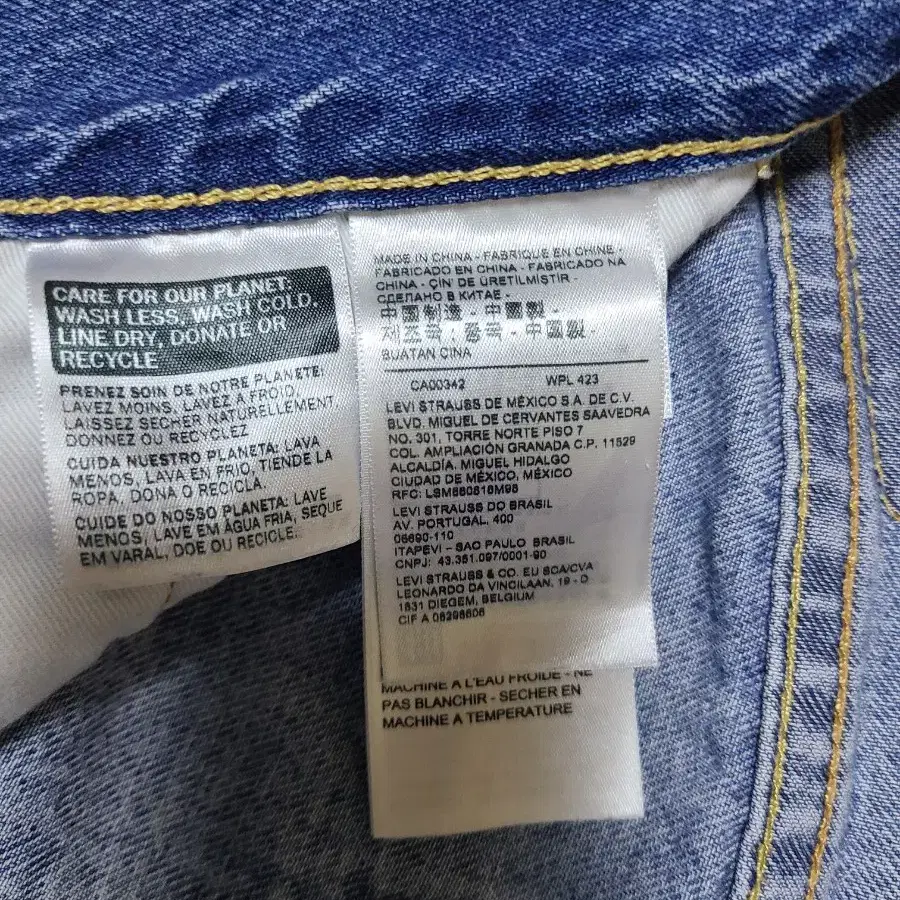 CARE FOR OUR PLANET:
WASH LESS, WASH COLD,
LINE DRY, DONATE OR
RECYCLE
PRENEZ SOIN DE NOTRE PLANETE:
LAVEZ MOINS, LAVEZ A FROID,
LAISSEZ SECHER NATURELLEMENT
DONNEZ OU RECYCLEZ
CUIDA NUESTRO PLANETA: LAVA
MENOS, LAVA EN FRIO, TIENDE LA
ROPA, DONA O RECICLA.
CUIDE DO NOSSO PLANETA: LAVE
MENOS, LAVE EM AGUA FRIA, SEQUE
EM VARAL, DOE OU RECICLE.
MADE IN CHINA - FABRIQUE EN CHINE -
FABRICADO EN CHINA - FABRICADO NA
CHINA - ÇIN' DE ÜRETILMIŞTIR -
СДЕЛАНО В КИТАЕ -
中国制造 - 中國製 -
제조국: 중국 - 中國製 -
BUATAN CINA
CA00342 WPL 423
LEVI STRAUSS DE MÉXICO S.A. DE C.V.
BLVD. MIGUEL DE CERVANTES SAAVEDRA
NO. 301, TORRE NORTE PISO 7
COL. AMPLIACIÓN GRANADA C.P. 11529
ALCALDÍA. MIGUEL HIDALGO
CIUDAD DE MÉXICO, MÉXICO
RFC: LSM860818M98
LEVI STRAUSS DO BRASIL
AV. PORTUGAL, 400
06690-110
ITAPEVI - SAO PAULO BRASIL
CNPJ: 43.351.097/0001-90
LEVI STRAUSS & CO. EU SCA/CVA
LEONARDO DA VINCILAAN, 19 - D
1831 DIEGEM, BELGIUM
CIF A 08298606
MACHINE A L'EAU FROIDE - NE
PAS BLANCHIR - SECHER EN
MACHINE A TEMPERATURE